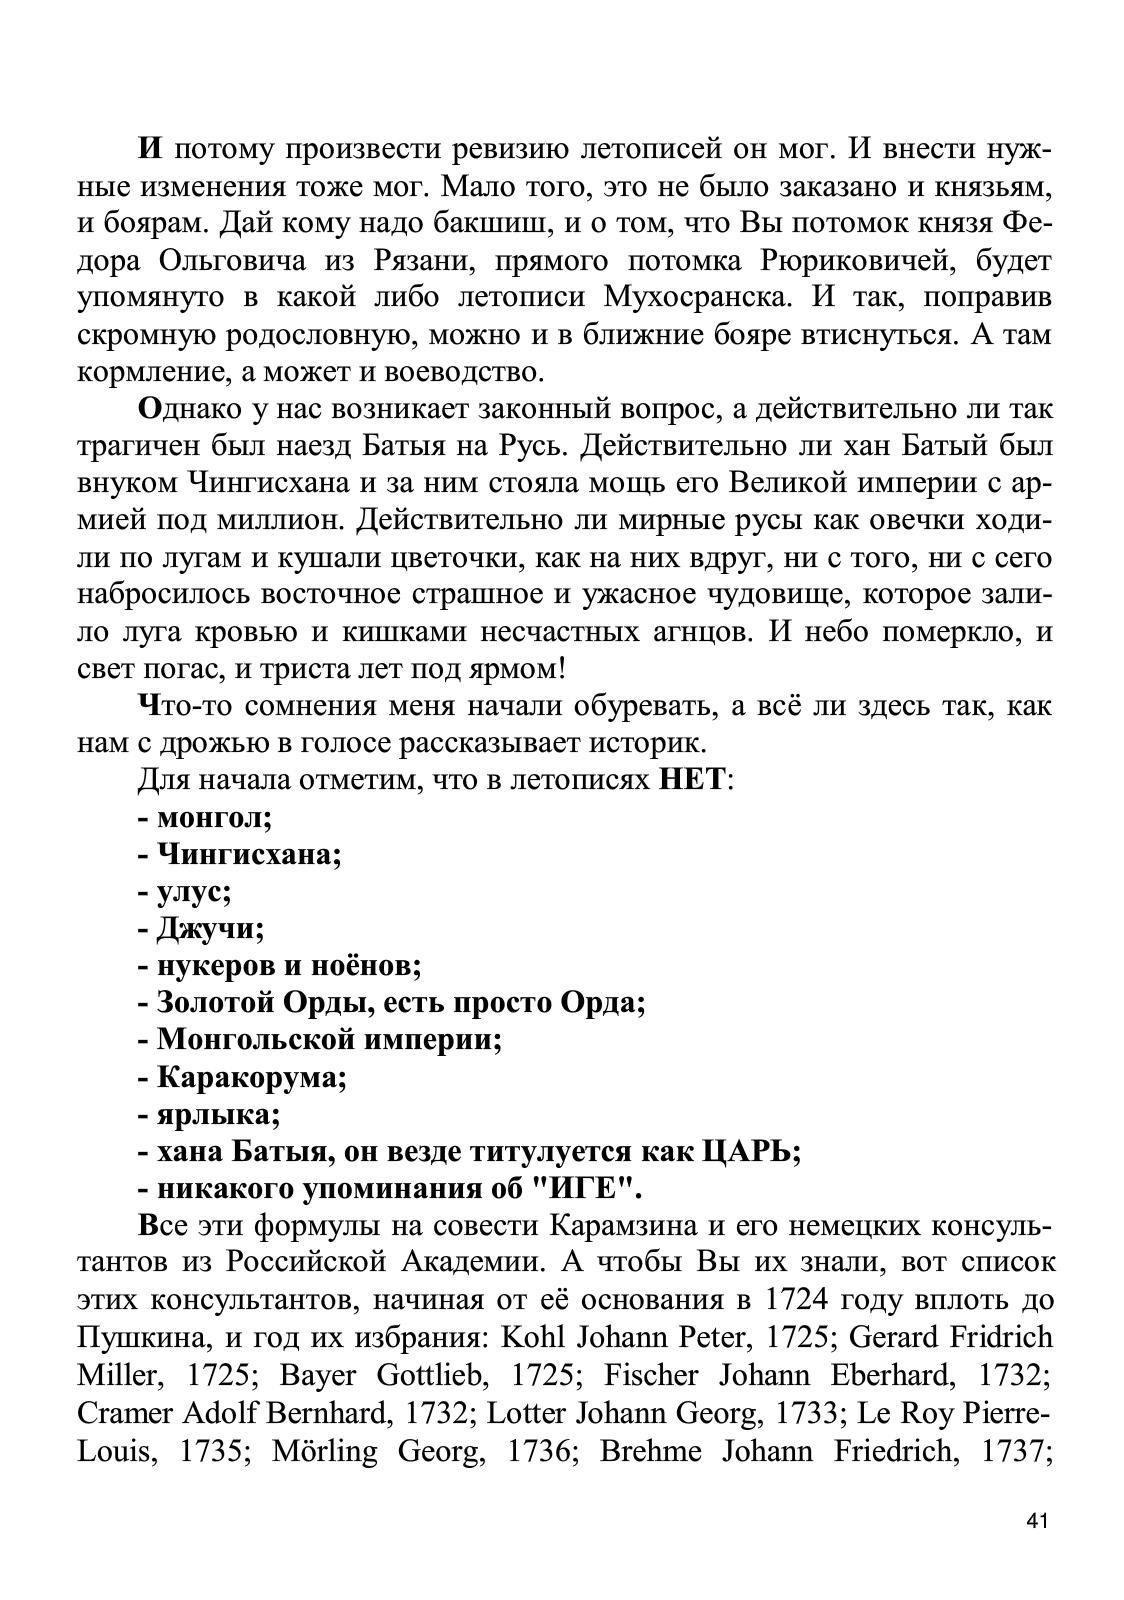 И потому произвести ревизию летописей он мог. И внести нуж-
ные изменения тоже мог. Мало того, это не было заказано и князьям,
и боярам. Дай кому надо бакшиш, и о том, что Вы потомок князя Фе-
дора Ольговича из Рязани, прямого потомка Рюриковичей, будет
упомянуто в какой либо летописи Мухосранска. И так, поправив
скромную родословную, можно и в ближние бояре втиснуться. А там
кормление, а может и воеводство.
Однако у нас возникает законный вопрос, а действительно ли так
трагичен был наезд Батыя на Русь. Действительно ли хан Батый был
внуком Чингисхана и за ним стояла мощь его Великой империи с ар-
мией под миллион. Действительно ли мирные русы как овечки ходи-
ли по лугам и кушали цветочки, как на них вдруг, ни с того, ни с сего
набросилось восточное страшное и ужасное чудовище, которое зали-
ло луга кровью и кишками несчастных агнцов. И небо померкло, и
свет погас, и триста лет под ярмом!
Что-то сомнения меня начали обуревать, а всё ли здесь так, как
нам с дрожью в голосе рассказывает историк.
Для начала отметим, что в летописях НЕТ:
- монгол;
- Чингисхана;
- улус;
- Джучи;
- нукеров и ноёнов;
- Золотой Орды, есть просто Орда;
- Монгольской империи;
- Каракорума;
- ярлыка;
- хана Батыя, он везде титулуется как ЦАРЬ;
- никакого упоминания об "ИГЕ".
Все эти формулы на совести Карамзина и его немецких консуль-
тантов из Российской Академии. А чтобы Вы их знали, вот список
этих консультантов, начиная от её основания в 1724 году вплоть до
Пушкина, и год их избрания: Kohl Johann Peter, 1725; Gerard Fridrich
Miller, 1725; Bayer Gottlieb, 1725; Fischer Johann Eberhard, 1732;
Cramer Adolf Bernhard, 1732; Lotter Johann Georg, 1733; Le Roy Pierre-
Louis, 1735; Mörling Georg, 1736; Brehme Johann Friedrich, 1737;
41